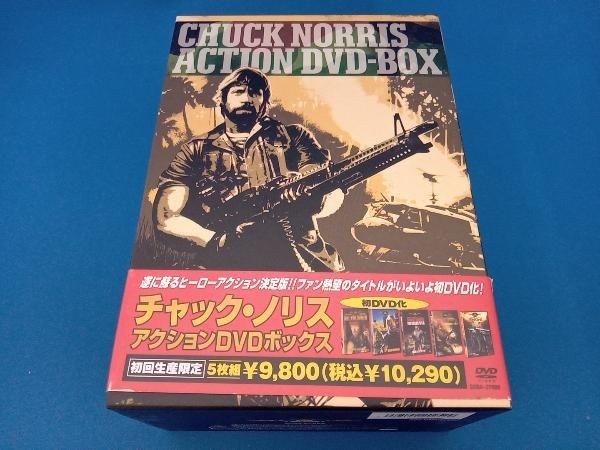 CHUCK NORRIS
ACTION DVD-BOX
遂に蘇るヒーローアクション決定版!!ファン熱望のタイトルがいよいよ初DVD化!
チャック・ノリス
アクションDVDボックス
初DVD化
初回生産限定 5枚組 ¥9,800(税込¥10,290)
DVD